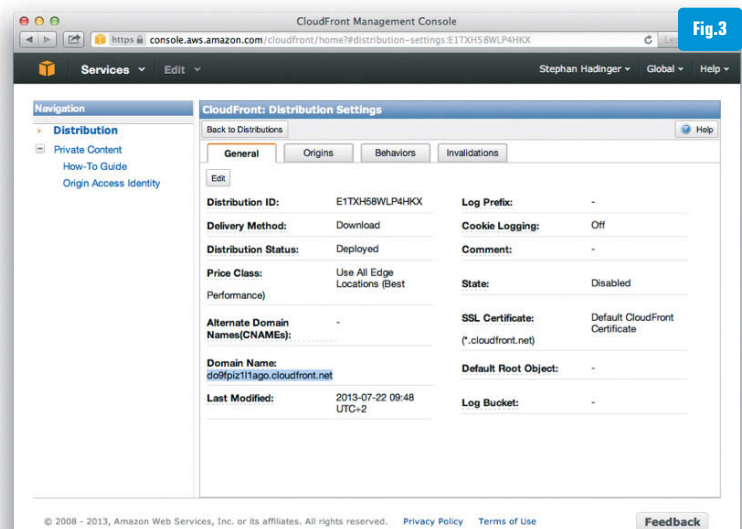 CloudFront Management Console
Fig.3
https console.aws.amazon.com/cloudfront/home?#distribution-settings:E1TXH58WLP4HKX
Services Edit Stephan Hadinger Global Help
Navigation
Distribution
Private Content
How-To Guide
Origin Access Identity
CloudFront: Distribution Settings
Back to Distributions Help
General Origins Behaviors Invalidations
Edit
Distribution ID: E1TXH58WLP4HKX
Log Prefix: -
Delivery Method: Download
Cookie Logging: Off
Distribution Status: Deployed
Comment: -
Price Class: Use All Edge
Locations (Best
Performance)
State: Disabled
Alternate Domain -
Names(CNAMEs):
SSL Certificate: Default CloudFront
Certificate
(*.cloudfront.net)
Domain Name:
do9fpiz1l1ago.cloudfront.net
Default Root Object: -
Last Modified: 2013-07-22 09:48
UTC+2
Log Bucket: -
© 2008 - 2013, Amazon Web Services, Inc. or its affiliates. All rights reserved. Privacy Policy Terms of Use Feedback